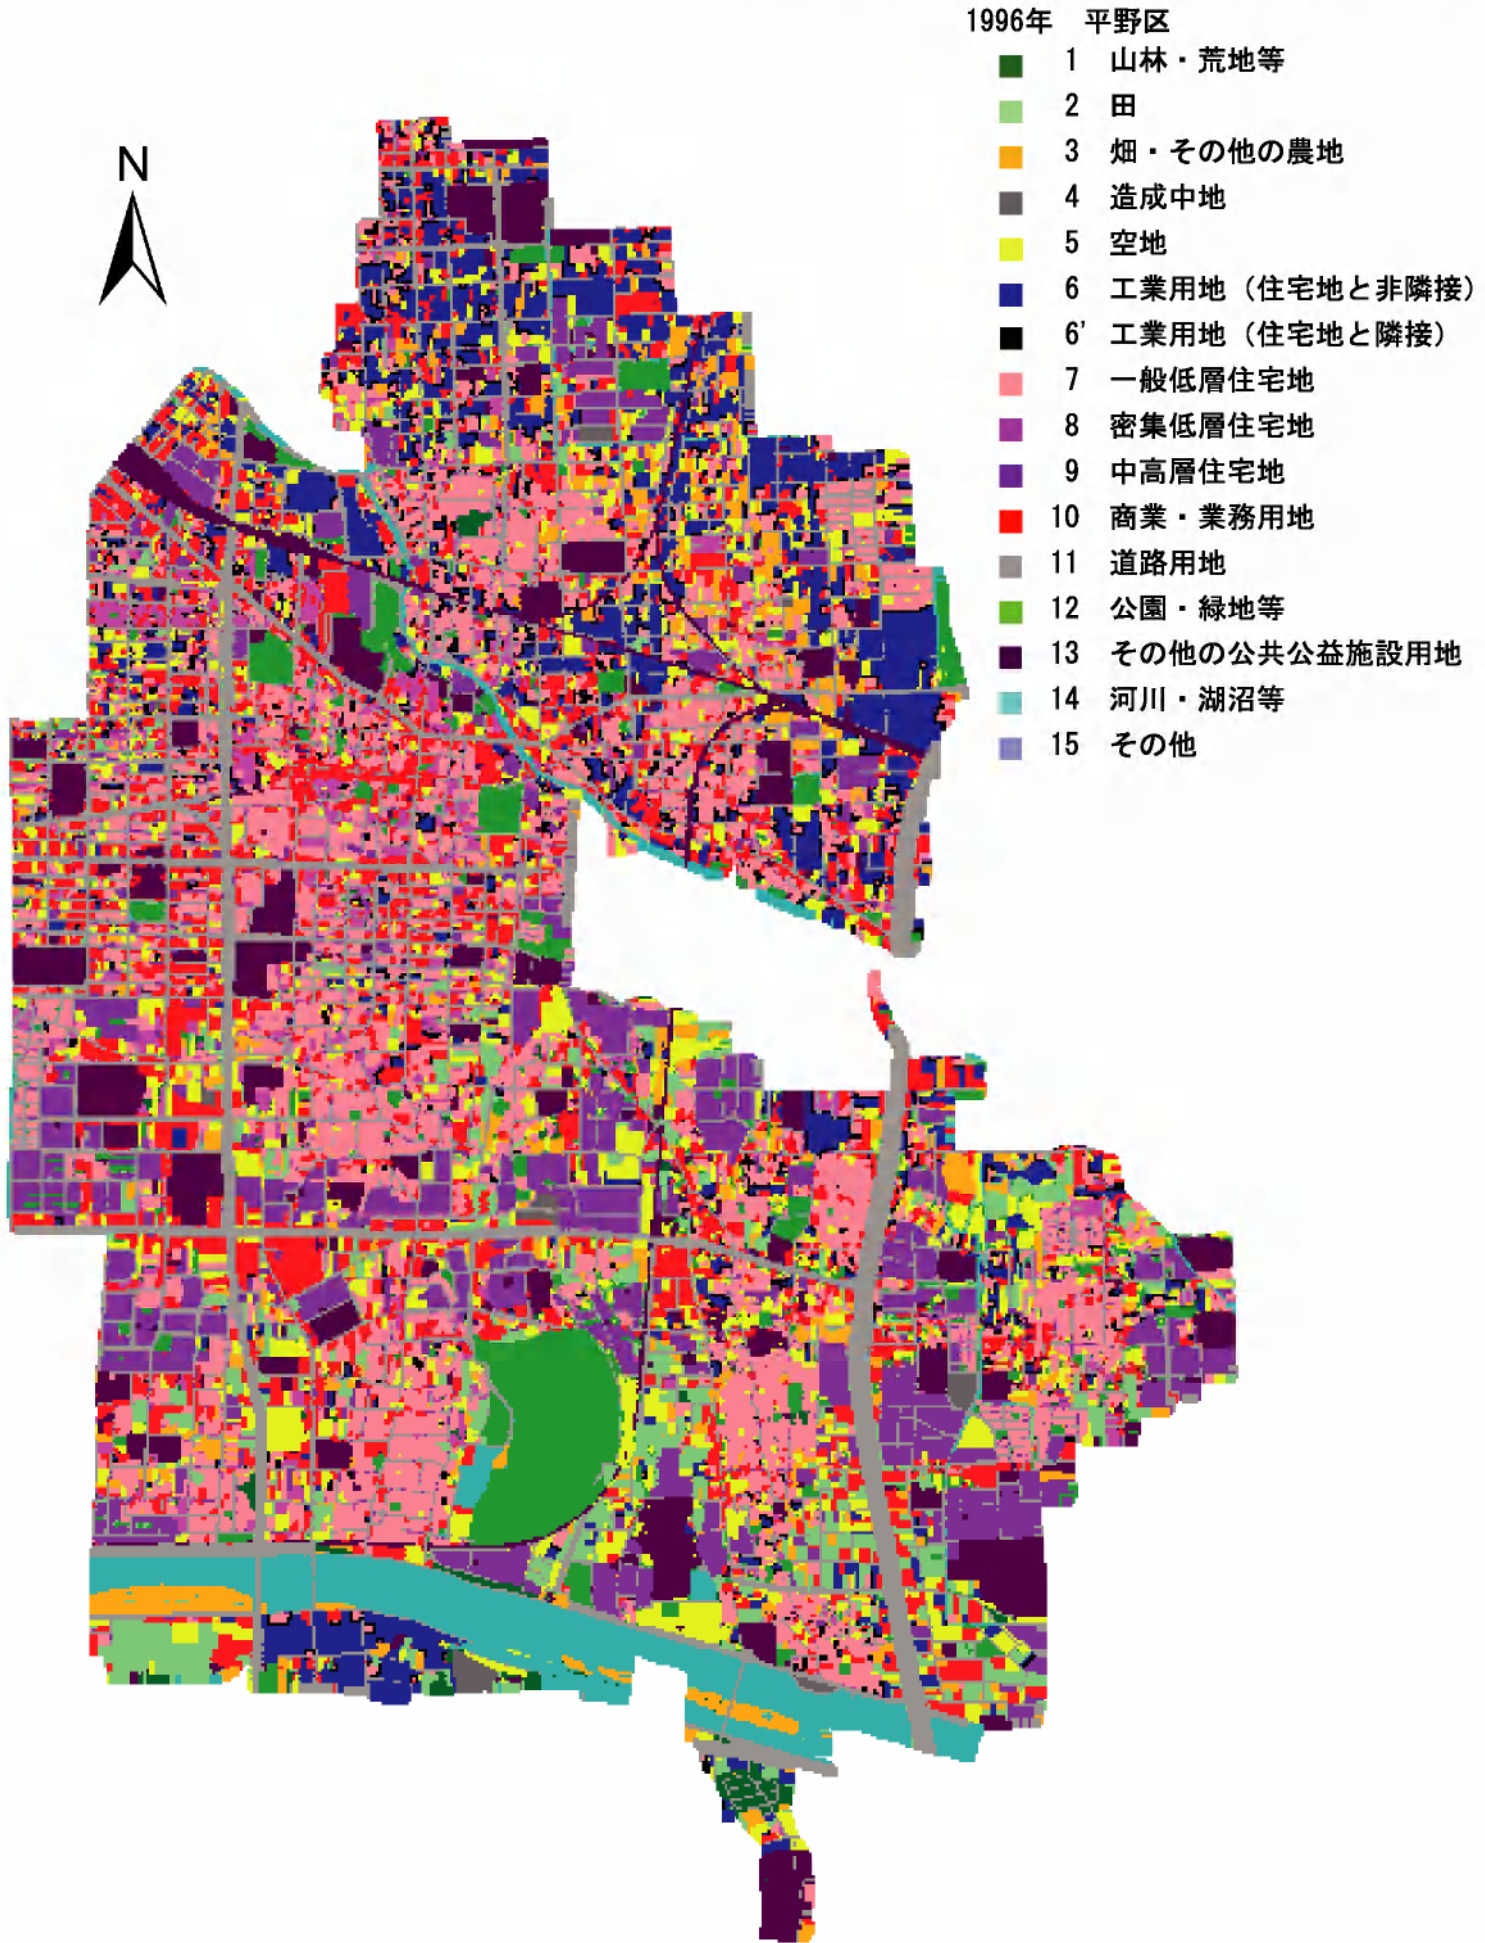 1996年 平野区
1 山林・荒地等
2 田
3 畑・その他の農地
4 造成中地
5 空地
6 工業用地（住宅地と非隣接）
6' 工業用地（住宅地と隣接）
7 一般低層住宅地
8 密集低層住宅地
9 中高層住宅地
10 商業・業務用地
11 道路用地
12 公園・緑地等
13 その他の公共公益施設用地
14 河川・湖沼等
15 その他
N